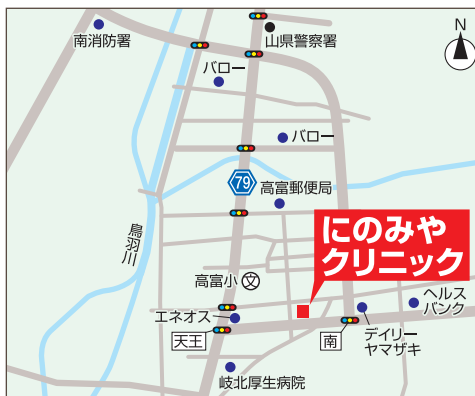 N
南消防署
山県警察署
バロー
バロー
79
高富郵便局
鳥羽川
にのみや
クリニック
高富小
文
エネオス
ヘルス
バンク
天王
南
デイリー
ヤマザキ
岐北厚生病院